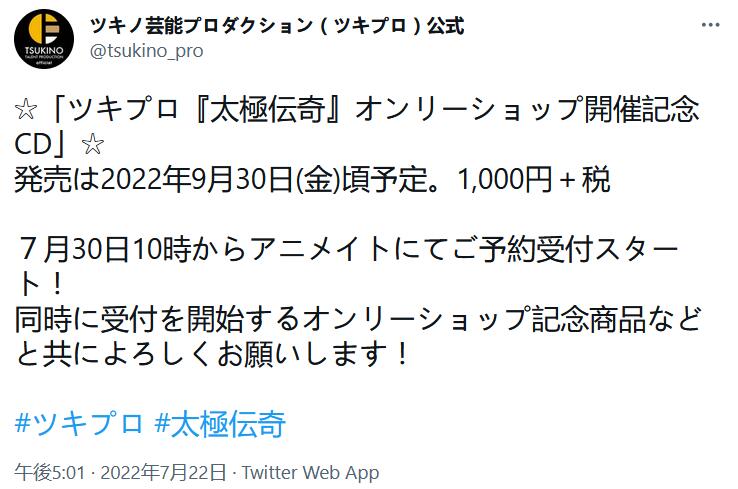 TSUKINO
TALENT PRODUCTION
official
ツキノ芸能プロダクション（ツキプロ）公式
@tsukino_pro
☆「ツキプロ『太極伝奇』オンリーショップ開催記念
CD」☆
発売は2022年9月30日(金)頃予定。1,000円＋税
７月30日10時からアニメイトにてご予約受付スター
ト！
同時に受付を開始するオンリーショップ記念商品など
と共によろしくお願いします！
#ツキプロ #太極伝奇
午後5:01 · 2022年7月22日 · Twitter Web App